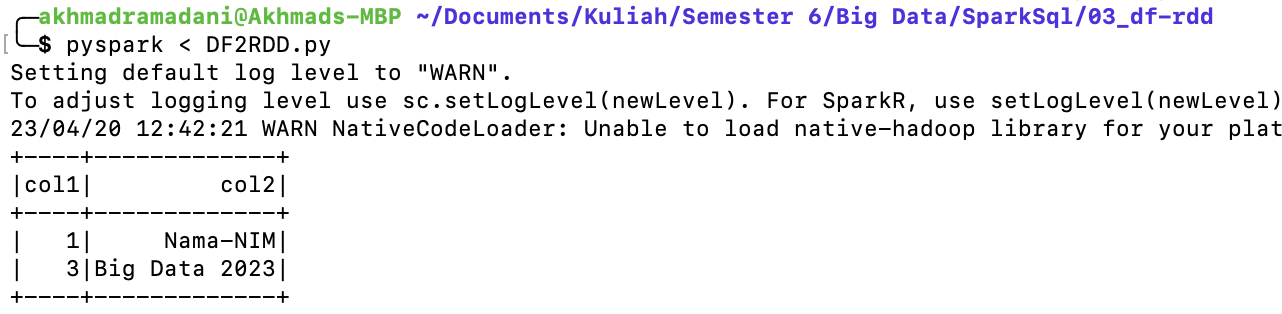 akhmadramadani@Akhmads-MBP ~/Documents/Kuliah/Semester 6/Big Data/SparkSql/03_df-rdd
$ pyspark < DF2RDD.py
Setting default log level to "WARN".
To adjust logging level use sc.setLogLevel(newLevel). For SparkR, use setLogLevel(newLevel)
23/04/20 12:42:21 WARN NativeCodeLoader: Unable to load native-hadoop library for your plat
+----+-------------+
|col1|         col2|
+----+-------------+
|   1|     Nama-NIM|
|   3|Big Data 2023|
+----+-------------+